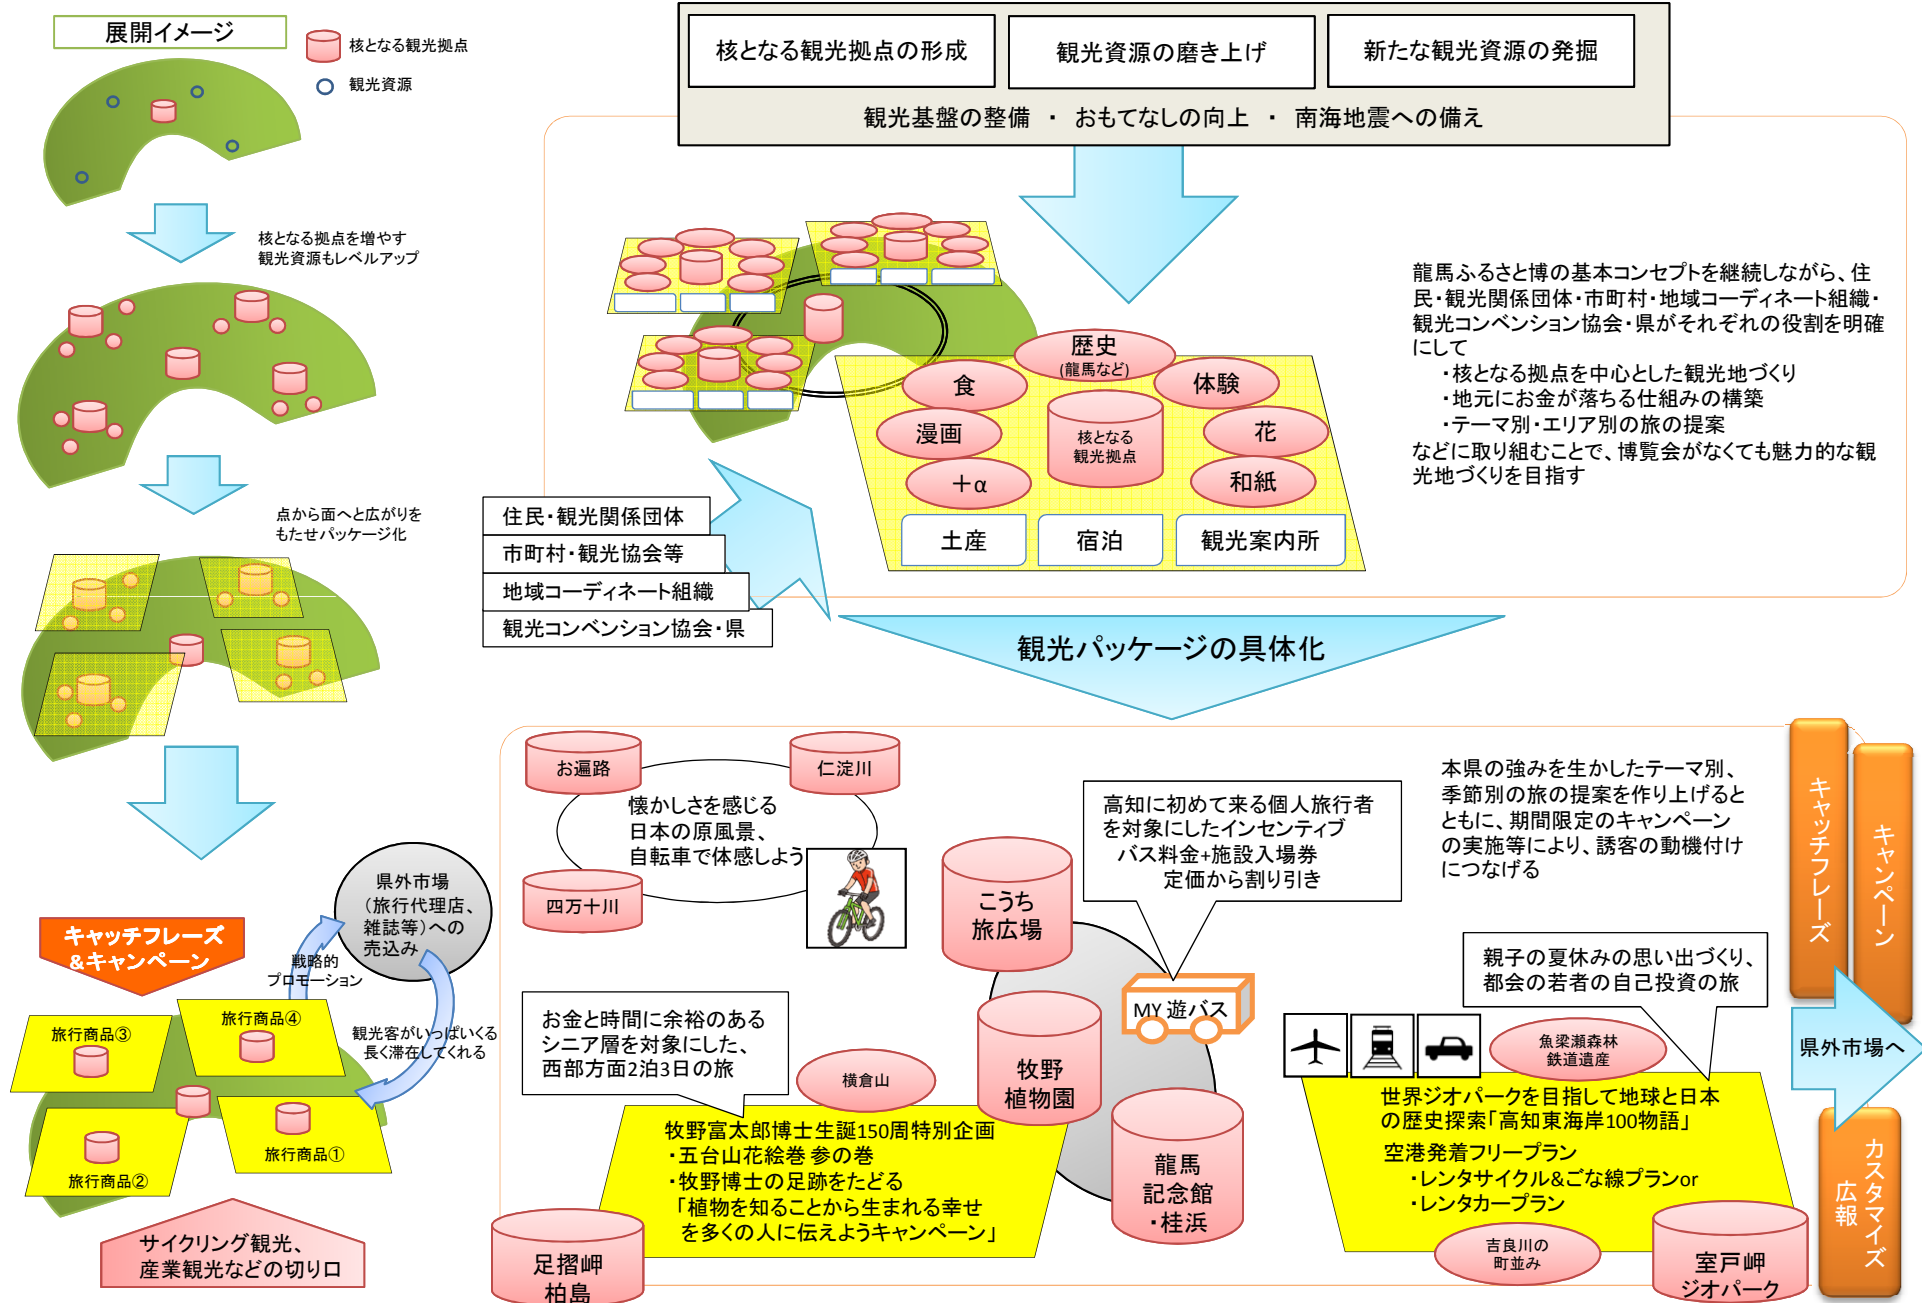 展開イメージ
核となる観光拠点
観光資源
核となる拠点を増やす
観光資源もレベルアップ
点から面へと広がりを
もたせパッケージ化
キャッチフレーズ
&キャンペーン
県外市場
（旅行代理店、
雑誌等）への
売込み
戦略的
プロモーション
観光客がいっぱいくる
長く滞在してくれる
旅行商品③
旅行商品④
旅行商品②
旅行商品①
サイクリング観光、
産業観光などの切り口
核となる観光拠点の形成
観光資源の磨き上げ
新たな観光資源の発掘
観光基盤の整備 ・ おもてなしの向上 ・ 南海地震への備え
歴史
(龍馬など)
食
体験
漫画
花
＋α
和紙
核となる
観光拠点
土産
宿泊
観光案内所
龍馬ふるさと博の基本コンセプトを継続しながら、住
民・観光関係団体・市町村・地域コーディネート組織・
観光コンベンション協会・県がそれぞれの役割を明確
にして
・核となる拠点を中心とした観光地づくり
・地元にお金が落ちる仕組みの構築
・テーマ別・エリア別の旅の提案
などに取り組むことで、博覧会がなくても魅力的な観
光地づくりを目指す
住民・観光関係団体
市町村・観光協会等
地域コーディネート組織
観光コンベンション協会・県
観光パッケージの具体化
お遍路
仁淀川
四万十川
懐かしさを感じる
日本の原風景、
自転車で体感しよう
高知に初めて来る個人旅行者
を対象にしたインセンティブ
バス料金+施設入場券
定価から割り引き
こうち
旅広場
MY遊バス
牧野
植物園
龍馬
記念館
・桂浜
お金と時間に余裕のある
シニア層を対象にした、
西部方面2泊3日の旅
横倉山
牧野富太郎博士生誕150周特別企画
・五台山花絵巻 参の巻
・牧野博士の足跡をたどる
「植物を知ることから生まれる幸せ
を多くの人に伝えようキャンペーン」
足摺岬
柏島
本県の強みを生かしたテーマ別、
季節別の旅の提案を作り上げると
ともに、期間限定のキャンペーン
の実施等により、誘客の動機付け
につなげる
親子の夏休みの思い出づくり、
都会の若者の自己投資の旅
魚梁瀬森林
鉄道遺産
世界ジオパークを目指して地球と日本
の歴史探索「高知東海岸100物語」
空港発着フリープラン
・レンタサイクル&ごな線プランor
・レンタカープラン
吉良川の
町並み
室戸岬
ジオパーク
キャッチフレーズ
キャンペーン
県外市場へ
カスタマイズ
広報